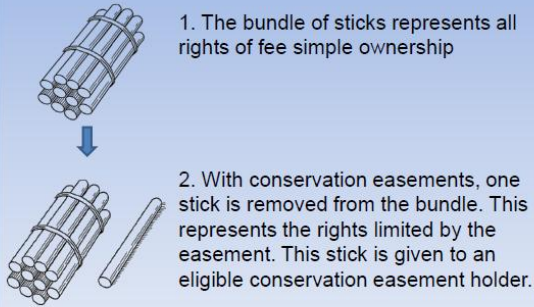 1. The bundle of sticks represents all
rights of fee simple ownership
2. With conservation easements, one
stick is removed from the bundle. This
represents the rights limited by the
easement. This stick is given to an
eligible conservation easement holder.